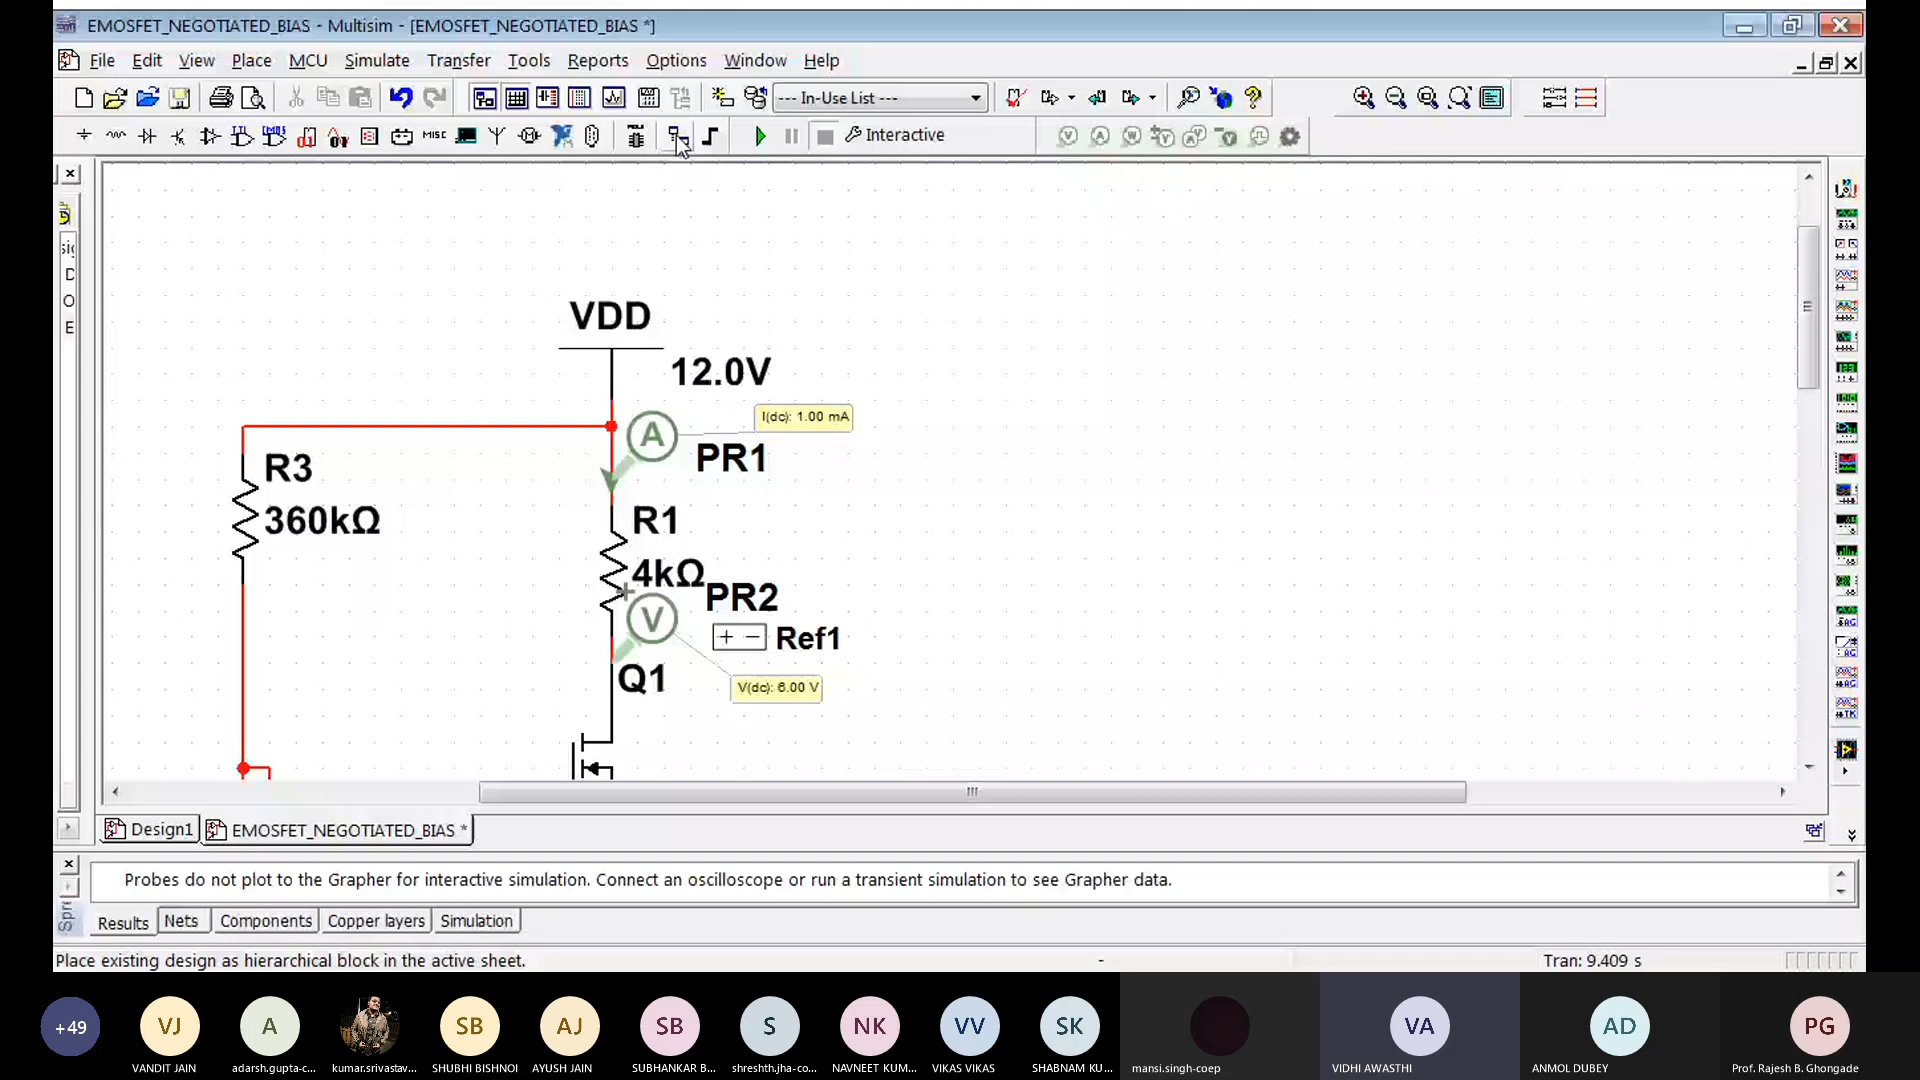 EMOSFET_NEGOTIATED_BIAS - Multisim - [EMOSFET_NEGOTIATED_BIAS *]
File Edit View Place MCU Simulate Transfer Tools Reports Options Window Help
--- In-Use List ---
MISC Interactive
VDD
12.0V
I(dc): 1.00 mA
A
PR1
R3
360kΩ
R1
4kΩ
PR2
V
+ − Ref1
Q1
V(dc): 6.00 V
Design1 EMOSFET_NEGOTIATED_BIAS *
Probes do not plot to the Grapher for interactive simulation. Connect an oscilloscope or run a transient simulation to see Grapher data.
Results Nets Components Copper layers Simulation
Place existing design as hierarchical block in the active sheet. - Tran: 9.409 s
+49 VJ A SB AJ SB S NK VV SK VA AD PG
VANDIT JAIN adarsh.gupta-c... kumar.srivastav... SHUBHI BISHNOI AYUSH JAIN SUBHANKAR B... shreshth.jha-co... NAVNEET KUM... VIKAS VIKAS SHABNAM KU... mansi.singh-coep VIDHI AWASTHI ANMOL DUBEY Prof. Rajesh B. Ghongade